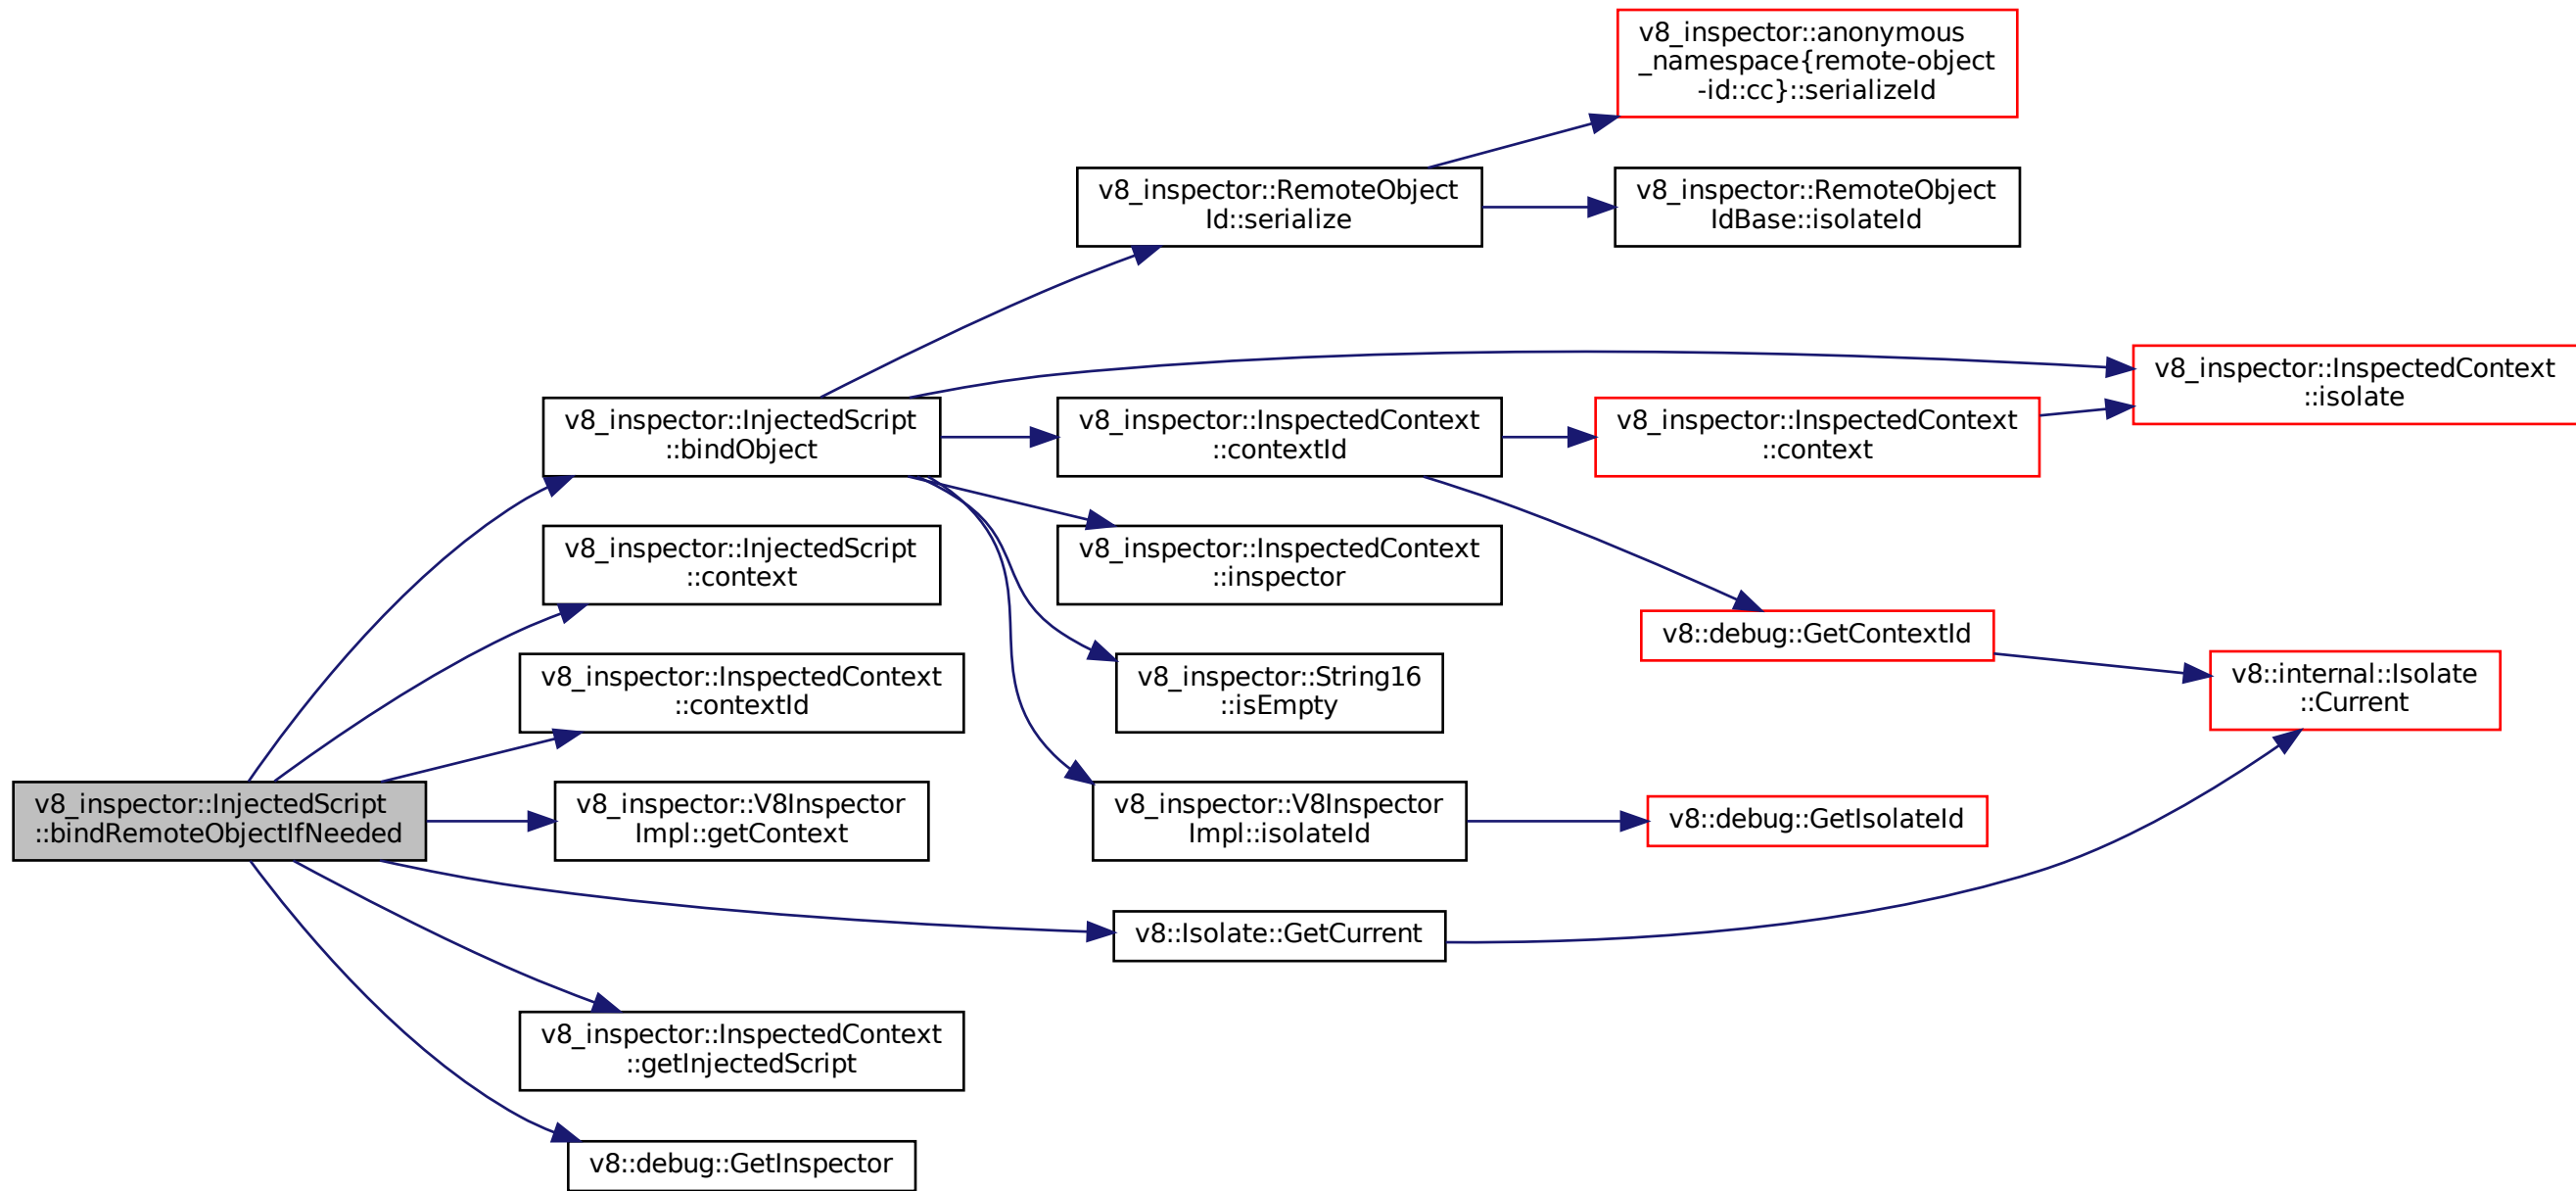 v8_inspector::anonymous
_namespace{remote-object
-id::cc}::serializeId
v8_inspector::RemoteObject
Id::serialize
v8_inspector::RemoteObject
IdBase::isolateId
v8_inspector::InspectedContext
::isolate
v8_inspector::InjectedScript
::bindObject
v8_inspector::InspectedContext
::contextId
v8_inspector::InspectedContext
::context
v8_inspector::InjectedScript
::context
v8_inspector::InspectedContext
::inspector
v8::debug::GetContextId
v8_inspector::InspectedContext
::contextId
v8_inspector::String16
::isEmpty
v8::internal::Isolate
::Current
v8_inspector::InjectedScript
::bindRemoteObjectIfNeeded
v8_inspector::V8Inspector
Impl::getContext
v8_inspector::V8Inspector
Impl::isolateId
v8::debug::GetIsolateId
v8::Isolate::GetCurrent
v8_inspector::InspectedContext
::getInjectedScript
v8::debug::GetInspector